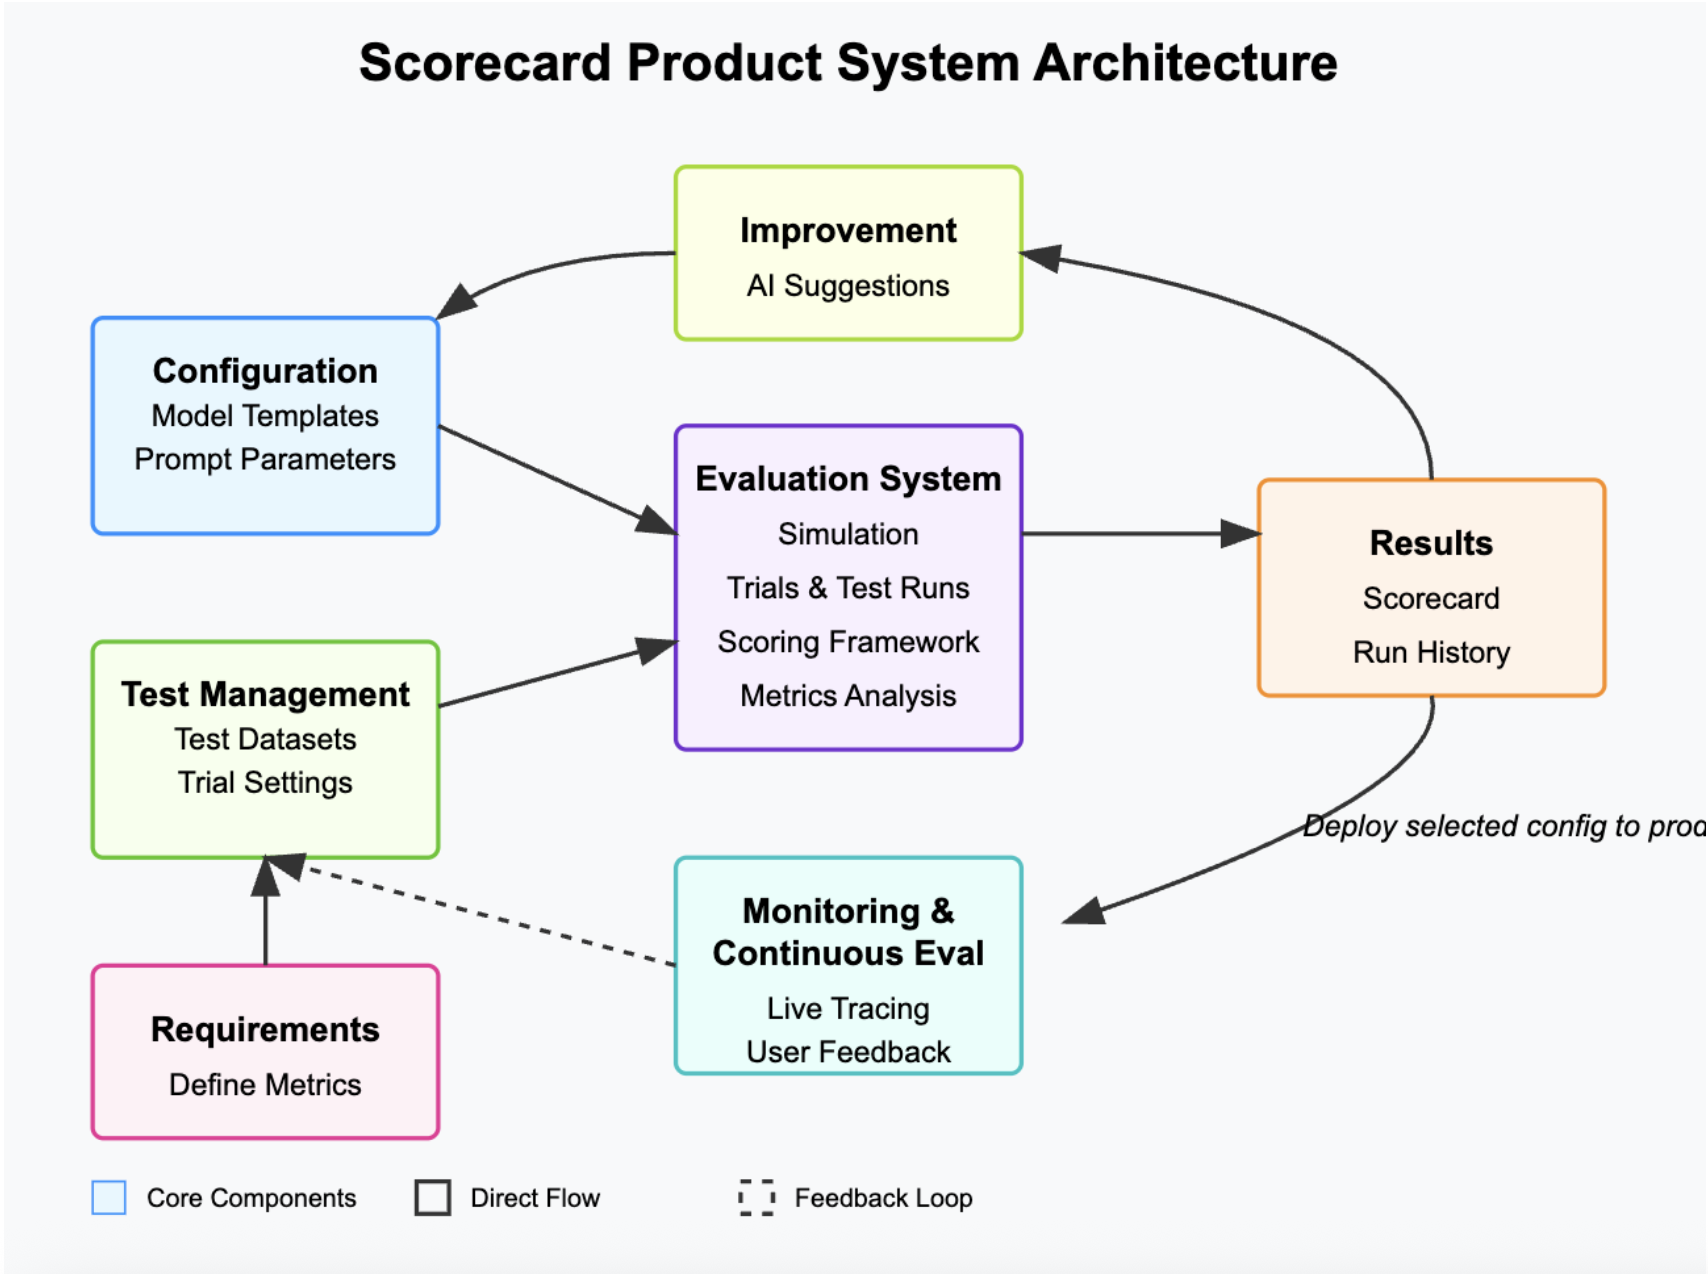 Scorecard Product System Architecture
Improvement
AI Suggestions
Configuration
Model Templates
Prompt Parameters
Evaluation System
Simulation
Trials & Test Runs
Scoring Framework
Metrics Analysis
Results
Scorecard
Run History
Test Management
Test Datasets
Trial Settings
Deploy selected config to prod
Monitoring &
Continuous Eval
Live Tracing
User Feedback
Requirements
Define Metrics
Core Components
Direct Flow
Feedback Loop